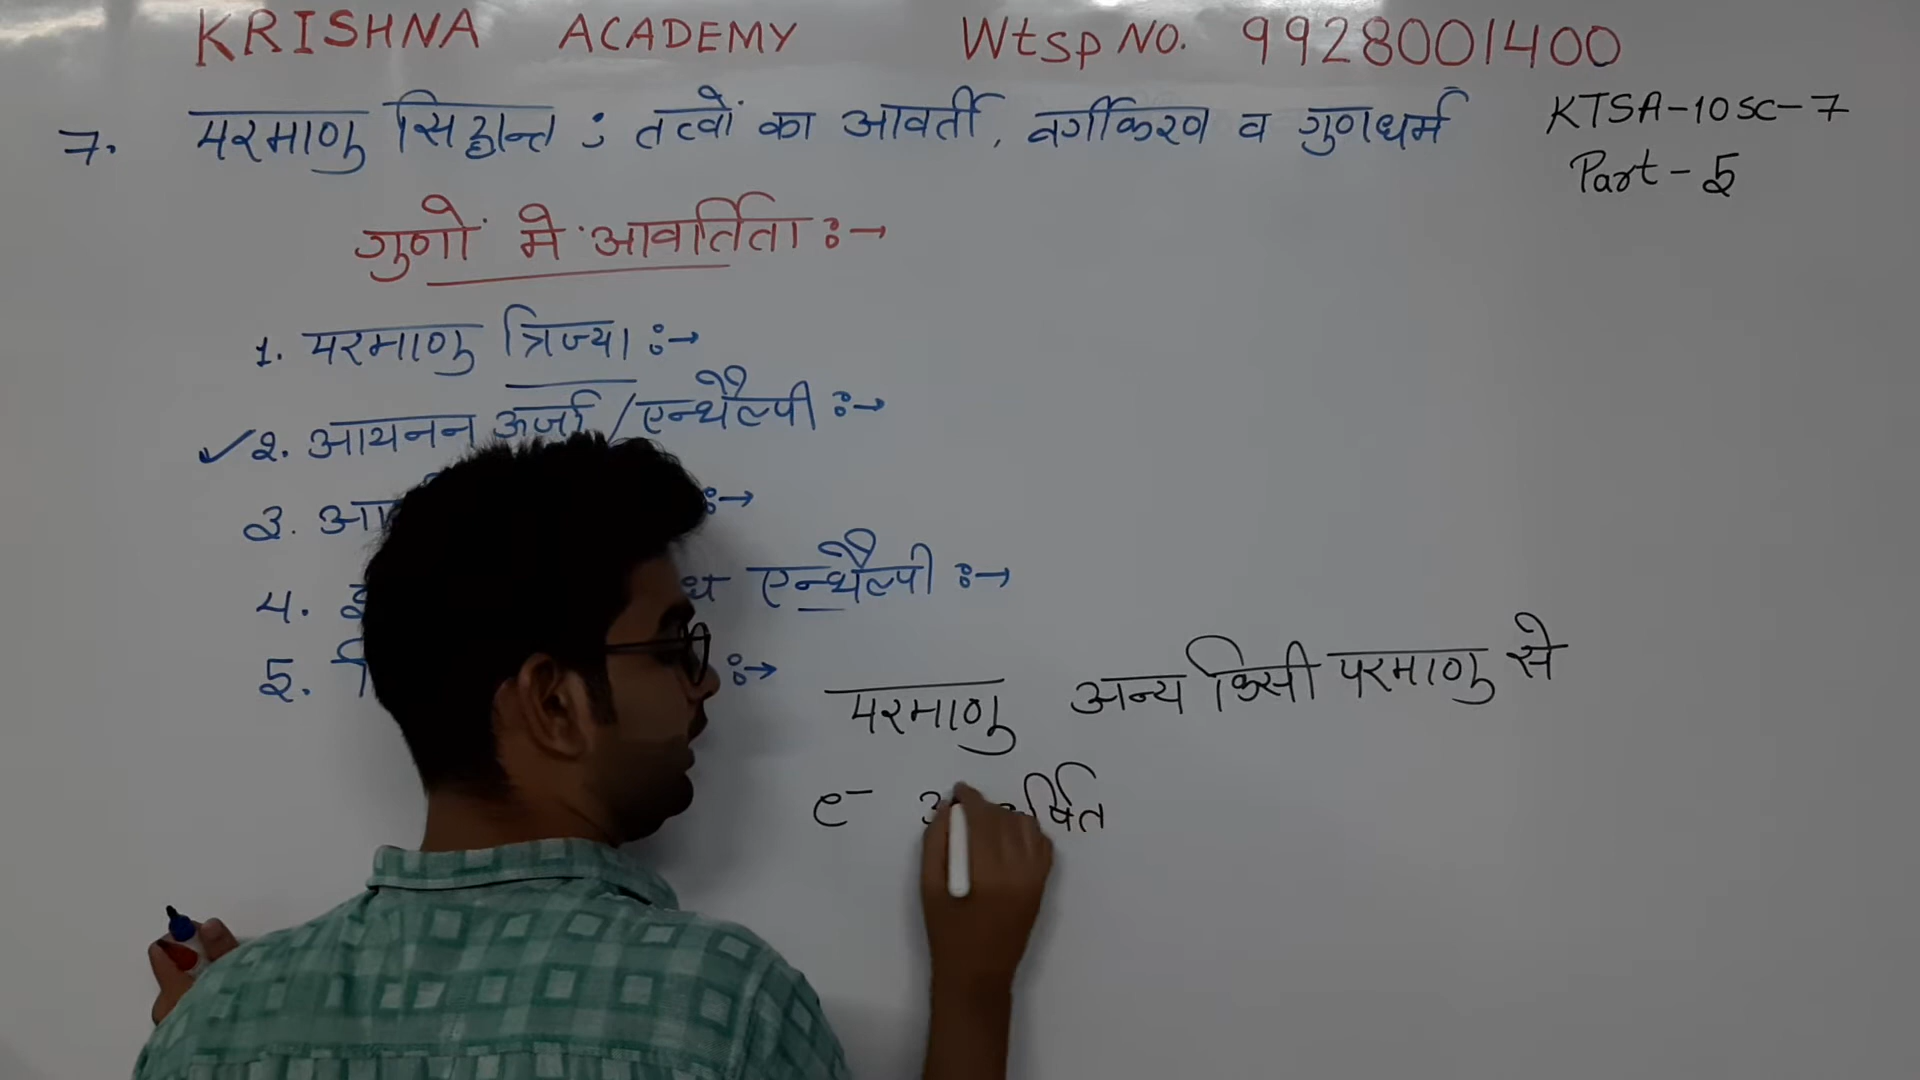 KRISHNA ACADEMY Wtsp NO. 9928001400
7. परमाणु सिद्धान्त : तत्वों का आवर्ती, वर्गीकरण व गुणधर्म
KTSA-10SC-7
Part-5
गुणों में आवर्तिता :→
1. परमाणु त्रिज्या :→
✓2. आयनन ऊर्जा / एन्थैल्पी :→
3. :→
4. एन्थैल्पी :→
5. :→
परमाणु अन्य किसी परमाणु से
e⁻